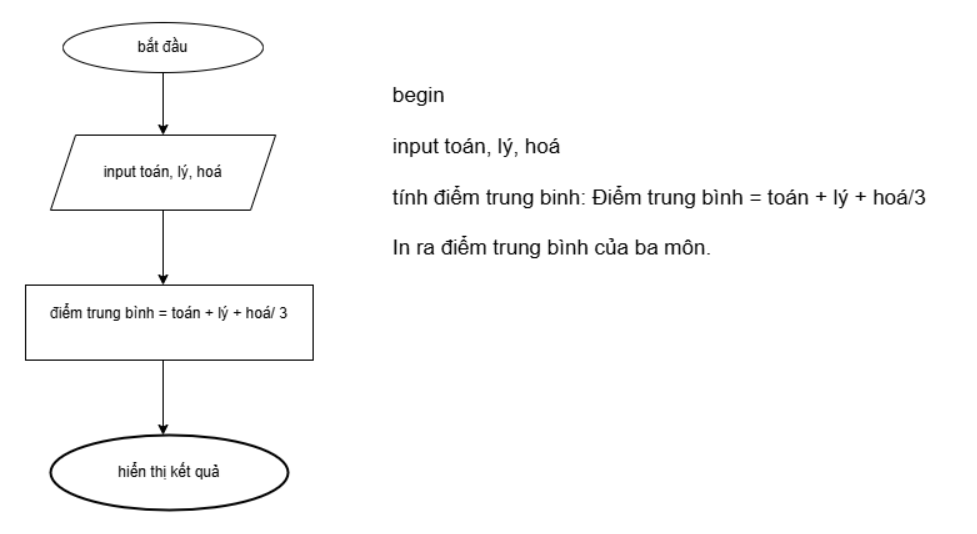 bắt đầu
input toán, lý, hoá
điểm trung bình = toán + lý + hoá/ 3
hiển thị kết quả
begin
input toán, lý, hoá
tính điểm trung binh: Điểm trung bình = toán + lý + hoá/3
In ra điểm trung bình của ba môn.